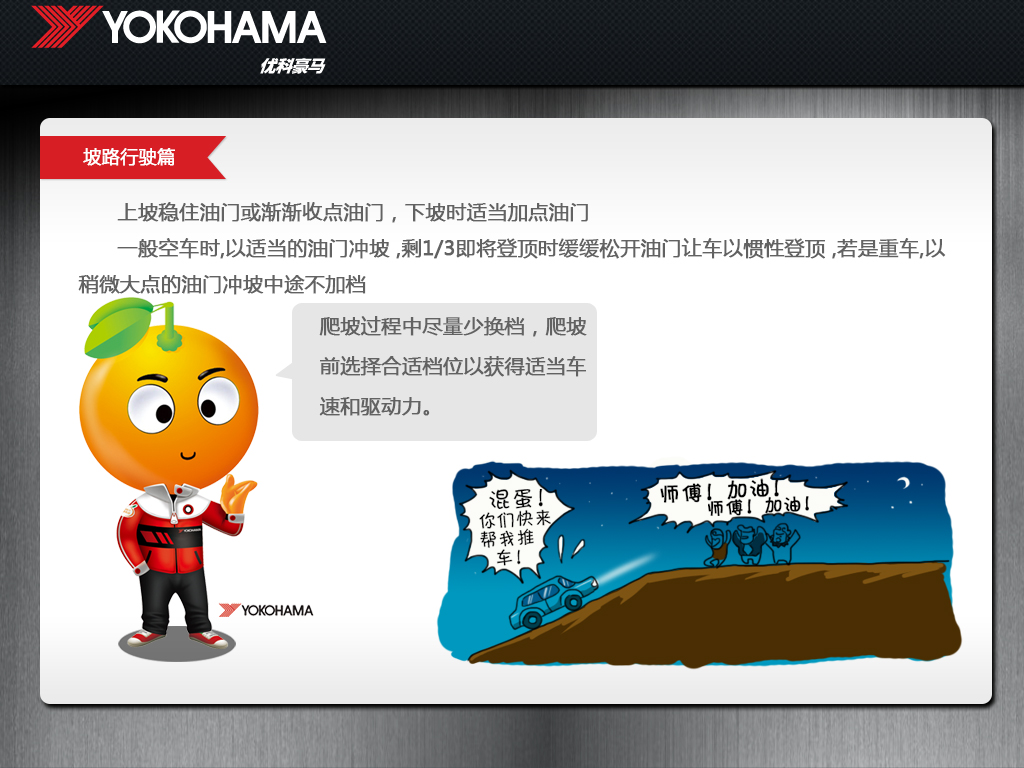 YOKOHAMA
优科豪马
坡路行驶篇
上坡稳住油门或渐渐收点油门，下坡时适当加点油门
一般空车时,以适当的油门冲坡 ,剩1/3即将登顶时缓缓松开油门让车以惯性登顶 ,若是重车,以
稍微大点的油门冲坡中途不加档
爬坡过程中尽量少换档，爬坡
前选择合适档位以获得适当车
速和驱动力。
混蛋！
你们快来
帮我推
车！
师傅！加油！
师傅！加油！
YOKOHAMA